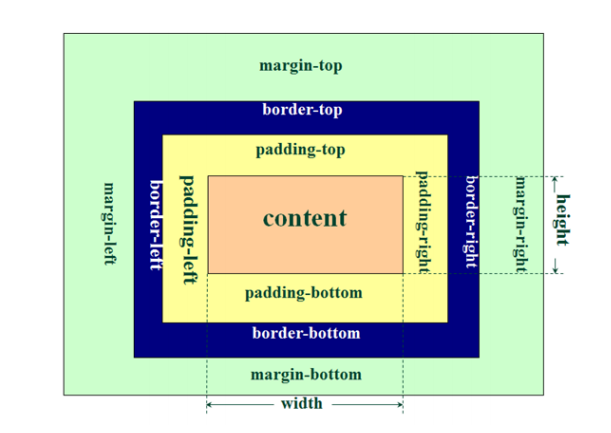 margin-top
border-top
padding-top
margin-left
border-left
padding-left
content
padding-right
border-right
margin-right
height
padding-bottom
border-bottom
margin-bottom
width